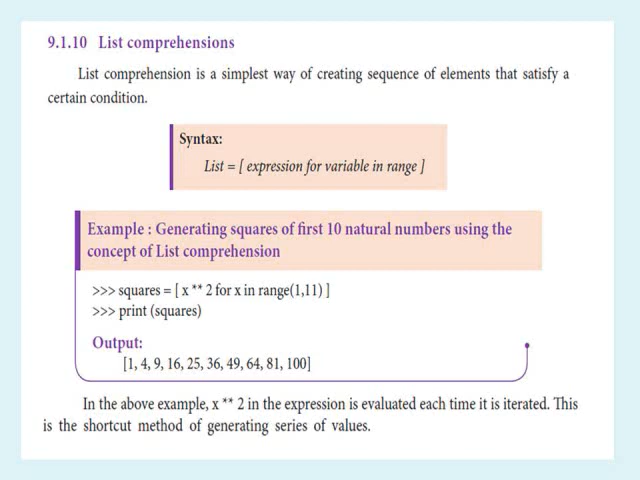 9.1.10 List comprehensions
List comprehension is a simplest way of creating sequence of elements that satisfy a
certain condition.
Syntax:
List = [ expression for variable in range ]
Example : Generating squares of first 10 natural numbers using the
concept of List comprehension
>>> squares = [ x ** 2 for x in range(1,11) ]
>>> print (squares)
Output:
[1, 4, 9, 16, 25, 36, 49, 64, 81, 100]
In the above example, x ** 2 in the expression is evaluated each time it is iterated. This
is the shortcut method of generating series of values.